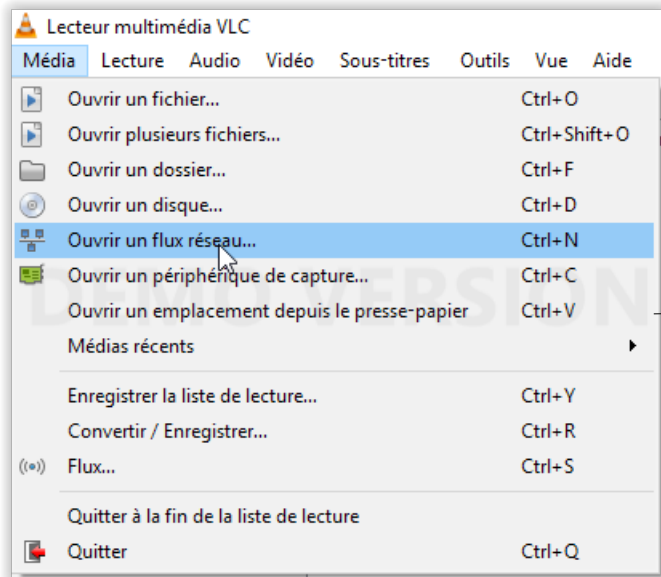 Lecteur multimédia VLC
Média Lecture Audio Vidéo Sous-titres Outils Vue Aide
Ouvrir un fichier... Ctrl+O
Ouvrir plusieurs fichiers... Ctrl+Shift+O
Ouvrir un dossier... Ctrl+F
Ouvrir un disque... Ctrl+D
Ouvrir un flux réseau... Ctrl+N
Ouvrir un périphérique de capture... Ctrl+C
DEMO VERSION
Ouvrir un emplacement depuis le presse-papier Ctrl+V
Médias récents
Enregistrer la liste de lecture... Ctrl+Y
Convertir / Enregistrer... Ctrl+R
Flux... Ctrl+S
Quitter à la fin de la liste de lecture
Quitter Ctrl+Q